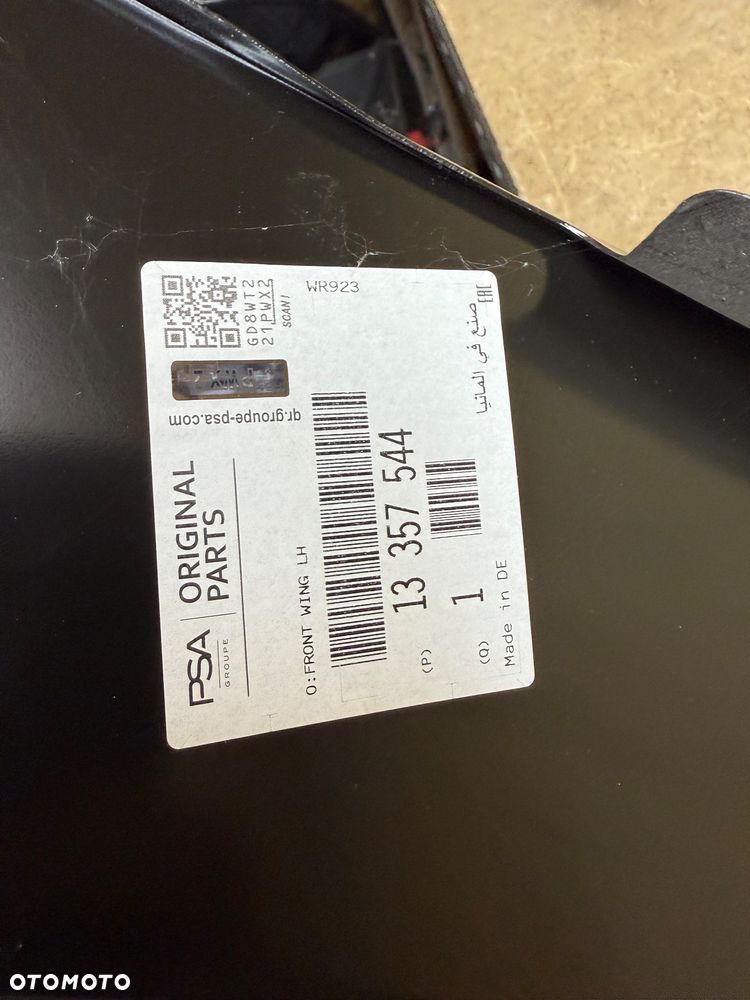 PSA
GROUPE
ORIGINAL
PARTS
qr.groupe-psa.com
GD8WT2
21PWX2
SCAN!
O:FRONT WING LH
WR923
(P)
13 357 544
(Q)
1
Made in DE
صنع في المانيا
EAC
OTOMOTO